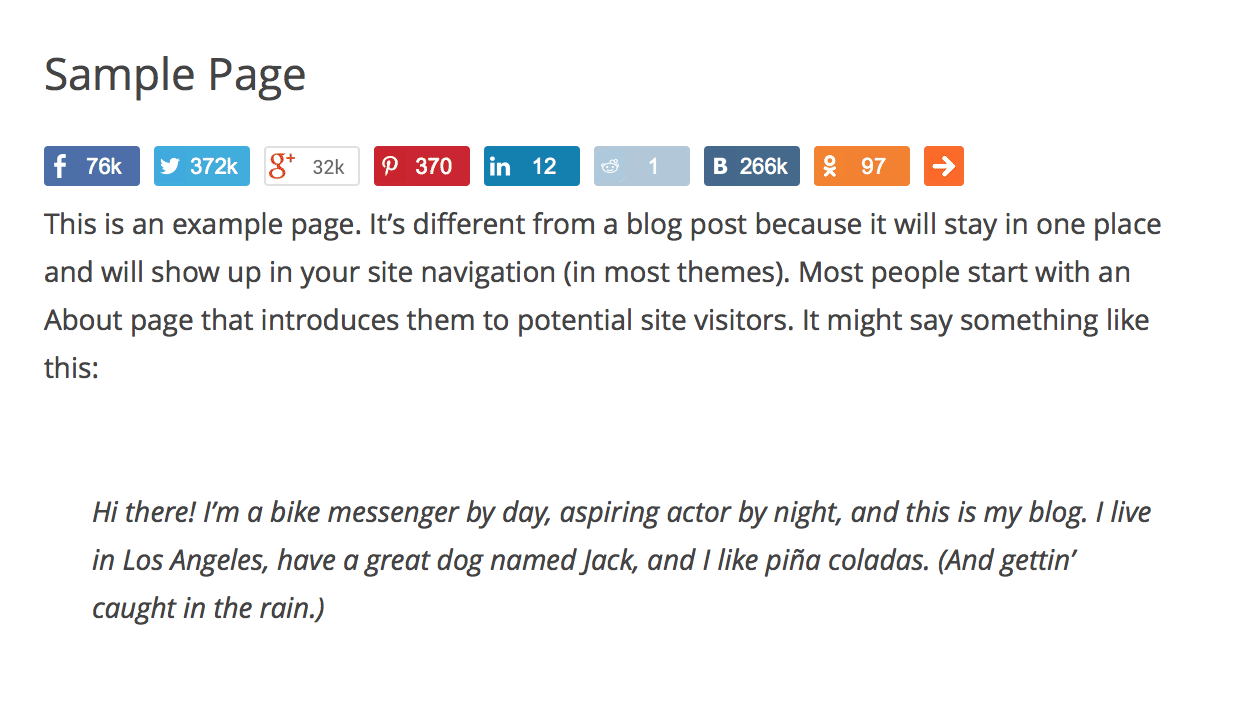 Sample Page
f 76k 372k g+ 32k 370 in 12 1 B 266k 97
This is an example page. It’s different from a blog post because it will stay in one place
and will show up in your site navigation (in most themes). Most people start with an
About page that introduces them to potential site visitors. It might say something like
this:
Hi there! I’m a bike messenger by day, aspiring actor by night, and this is my blog. I live
in Los Angeles, have a great dog named Jack, and I like piña coladas. (And gettin’
caught in the rain.)